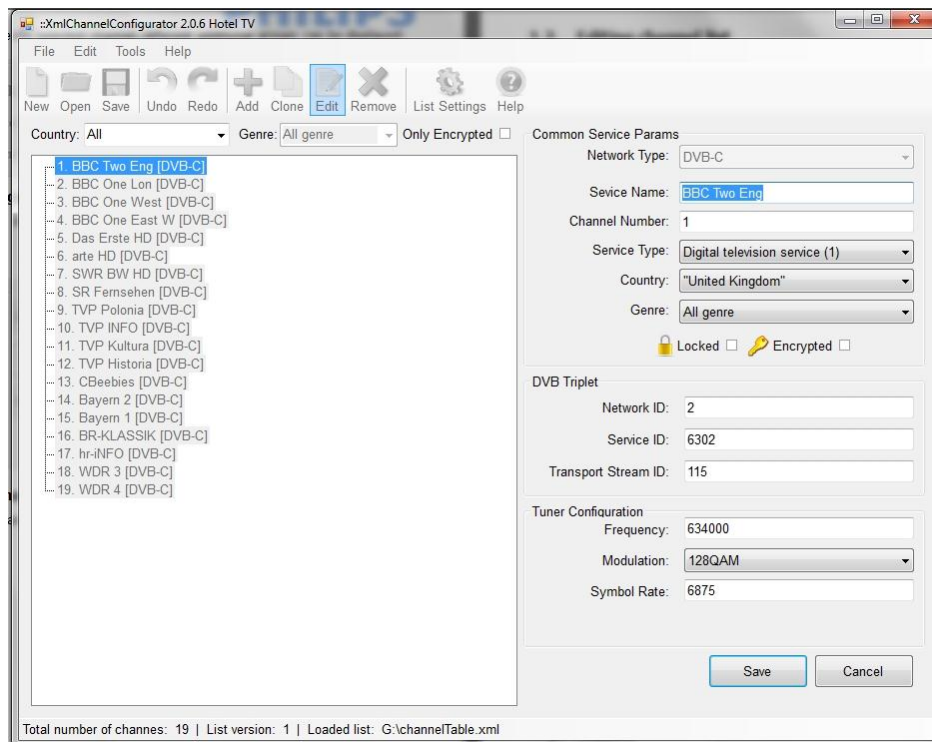 PHILIPS
::XmlChannelConfigurator 2.0.6 Hotel TV
File Edit Tools Help
New Open Save Undo Redo Add Clone Edit Remove List Settings Help
Country: All Genre: All genre Only Encrypted
1. BBC Two Eng [DVB-C]
2. BBC One Lon [DVB-C]
3. BBC One West [DVB-C]
4. BBC One East W [DVB-C]
5. Das Erste HD [DVB-C]
6. arte HD [DVB-C]
7. SWR BW HD [DVB-C]
8. SR Fernsehen [DVB-C]
9. TVP Polonia [DVB-C]
10. TVP INFO [DVB-C]
11. TVP Kultura [DVB-C]
12. TVP Historia [DVB-C]
13. CBeebies [DVB-C]
14. Bayern 2 [DVB-C]
15. Bayern 1 [DVB-C]
16. BR-KLASSIK [DVB-C]
17. hr-iNFO [DVB-C]
18. WDR 3 [DVB-C]
19. WDR 4 [DVB-C]
Common Service Params
Network Type: DVB-C
Sevice Name: BBC Two Eng
Channel Number: 1
Service Type: Digital television service (1)
Country: "United Kingdom"
Genre: All genre
Locked Encrypted
DVB Triplet
Network ID: 2
Service ID: 6302
Transport Stream ID: 115
Tuner Configuration
Frequency: 634000
Modulation: 128QAM
Symbol Rate: 6875
Save Cancel
Total number of channes: 19 | List version: 1 | Loaded list: G:\channelTable.xml